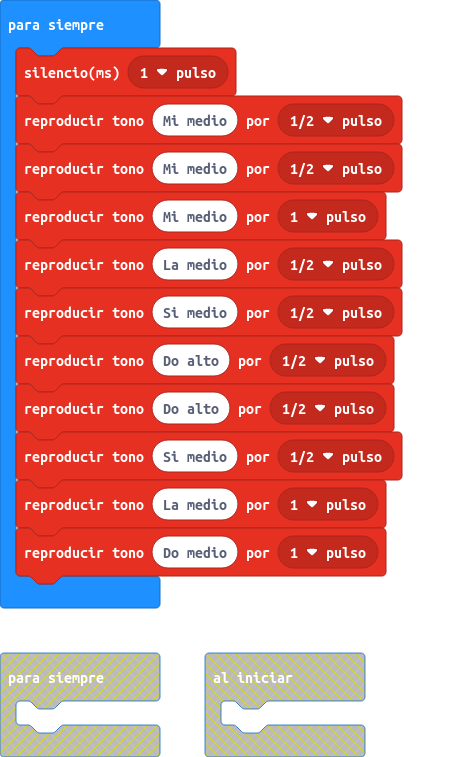 para siempre
silencio(ms) 1 pulso
reproducir tono Mi medio por 1/2 pulso
reproducir tono Mi medio por 1/2 pulso
reproducir tono Mi medio por 1 pulso
reproducir tono La medio por 1/2 pulso
reproducir tono Si medio por 1/2 pulso
reproducir tono Do alto por 1/2 pulso
reproducir tono Do alto por 1/2 pulso
reproducir tono Si medio por 1/2 pulso
reproducir tono La medio por 1 pulso
reproducir tono Do medio por 1 pulso
para siempre
al iniciar